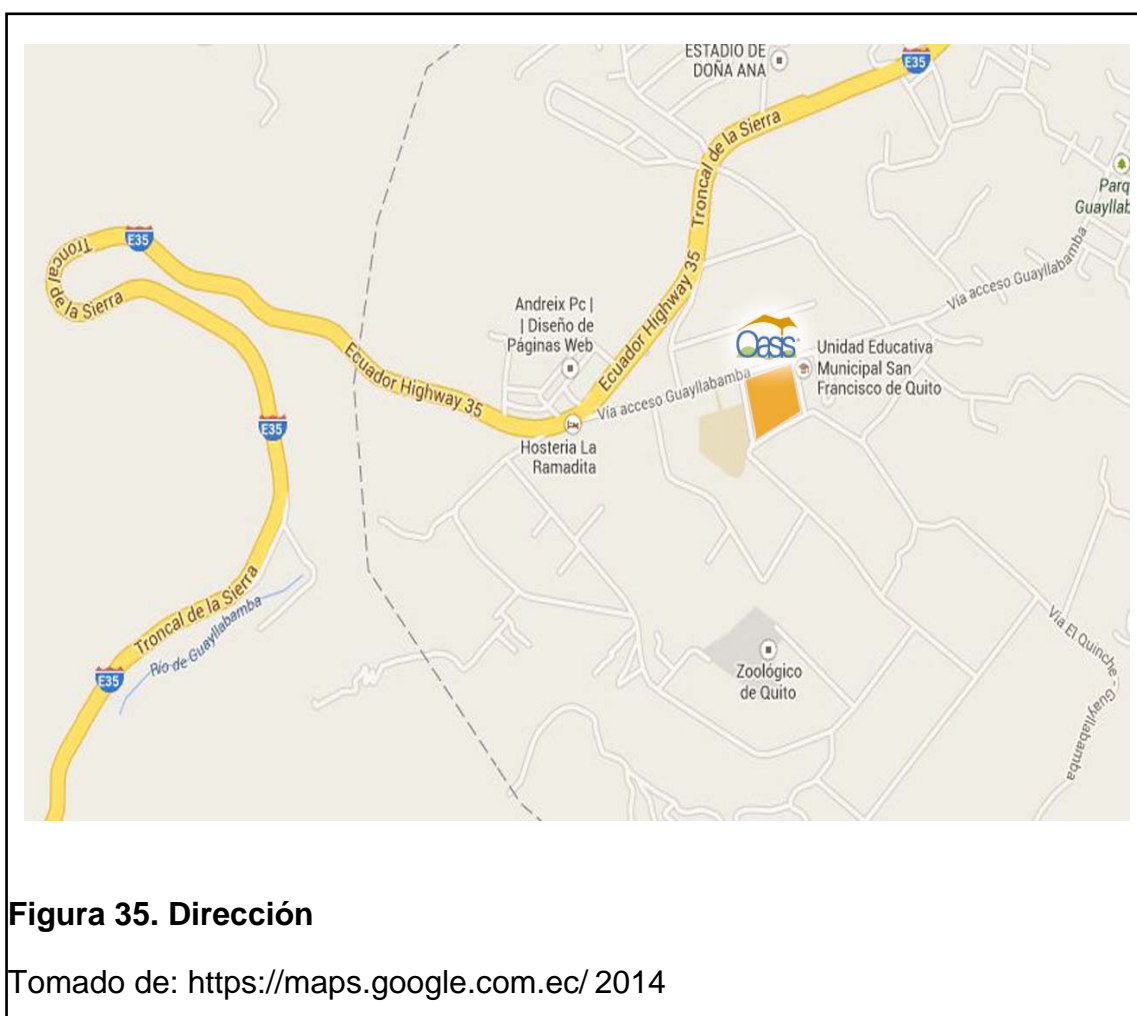 ESTADIO DE
DOÑA ANA
E35
Troncal de la Sierra
Parq
Guayllab
E35
Troncal
de la Sierra
Vía acceso Guayllabamba
Andreix Pc |
| Diseño de
Páginas Web
Ecuador Highway 35
Oasis
Unidad Educativa
Municipal San
Francisco de Quito
Ecuador Highway 35
Vía acceso Guayllabamba
E35
Hosteria La
Ramadita
Troncal de la Sierra
Río de Guayllabamba
Vía El Quinche - Guayllabamba
E35
Zoológico
de Quito
Figura 35. Dirección
Tomado de: https://maps.google.com.ec/ 2014